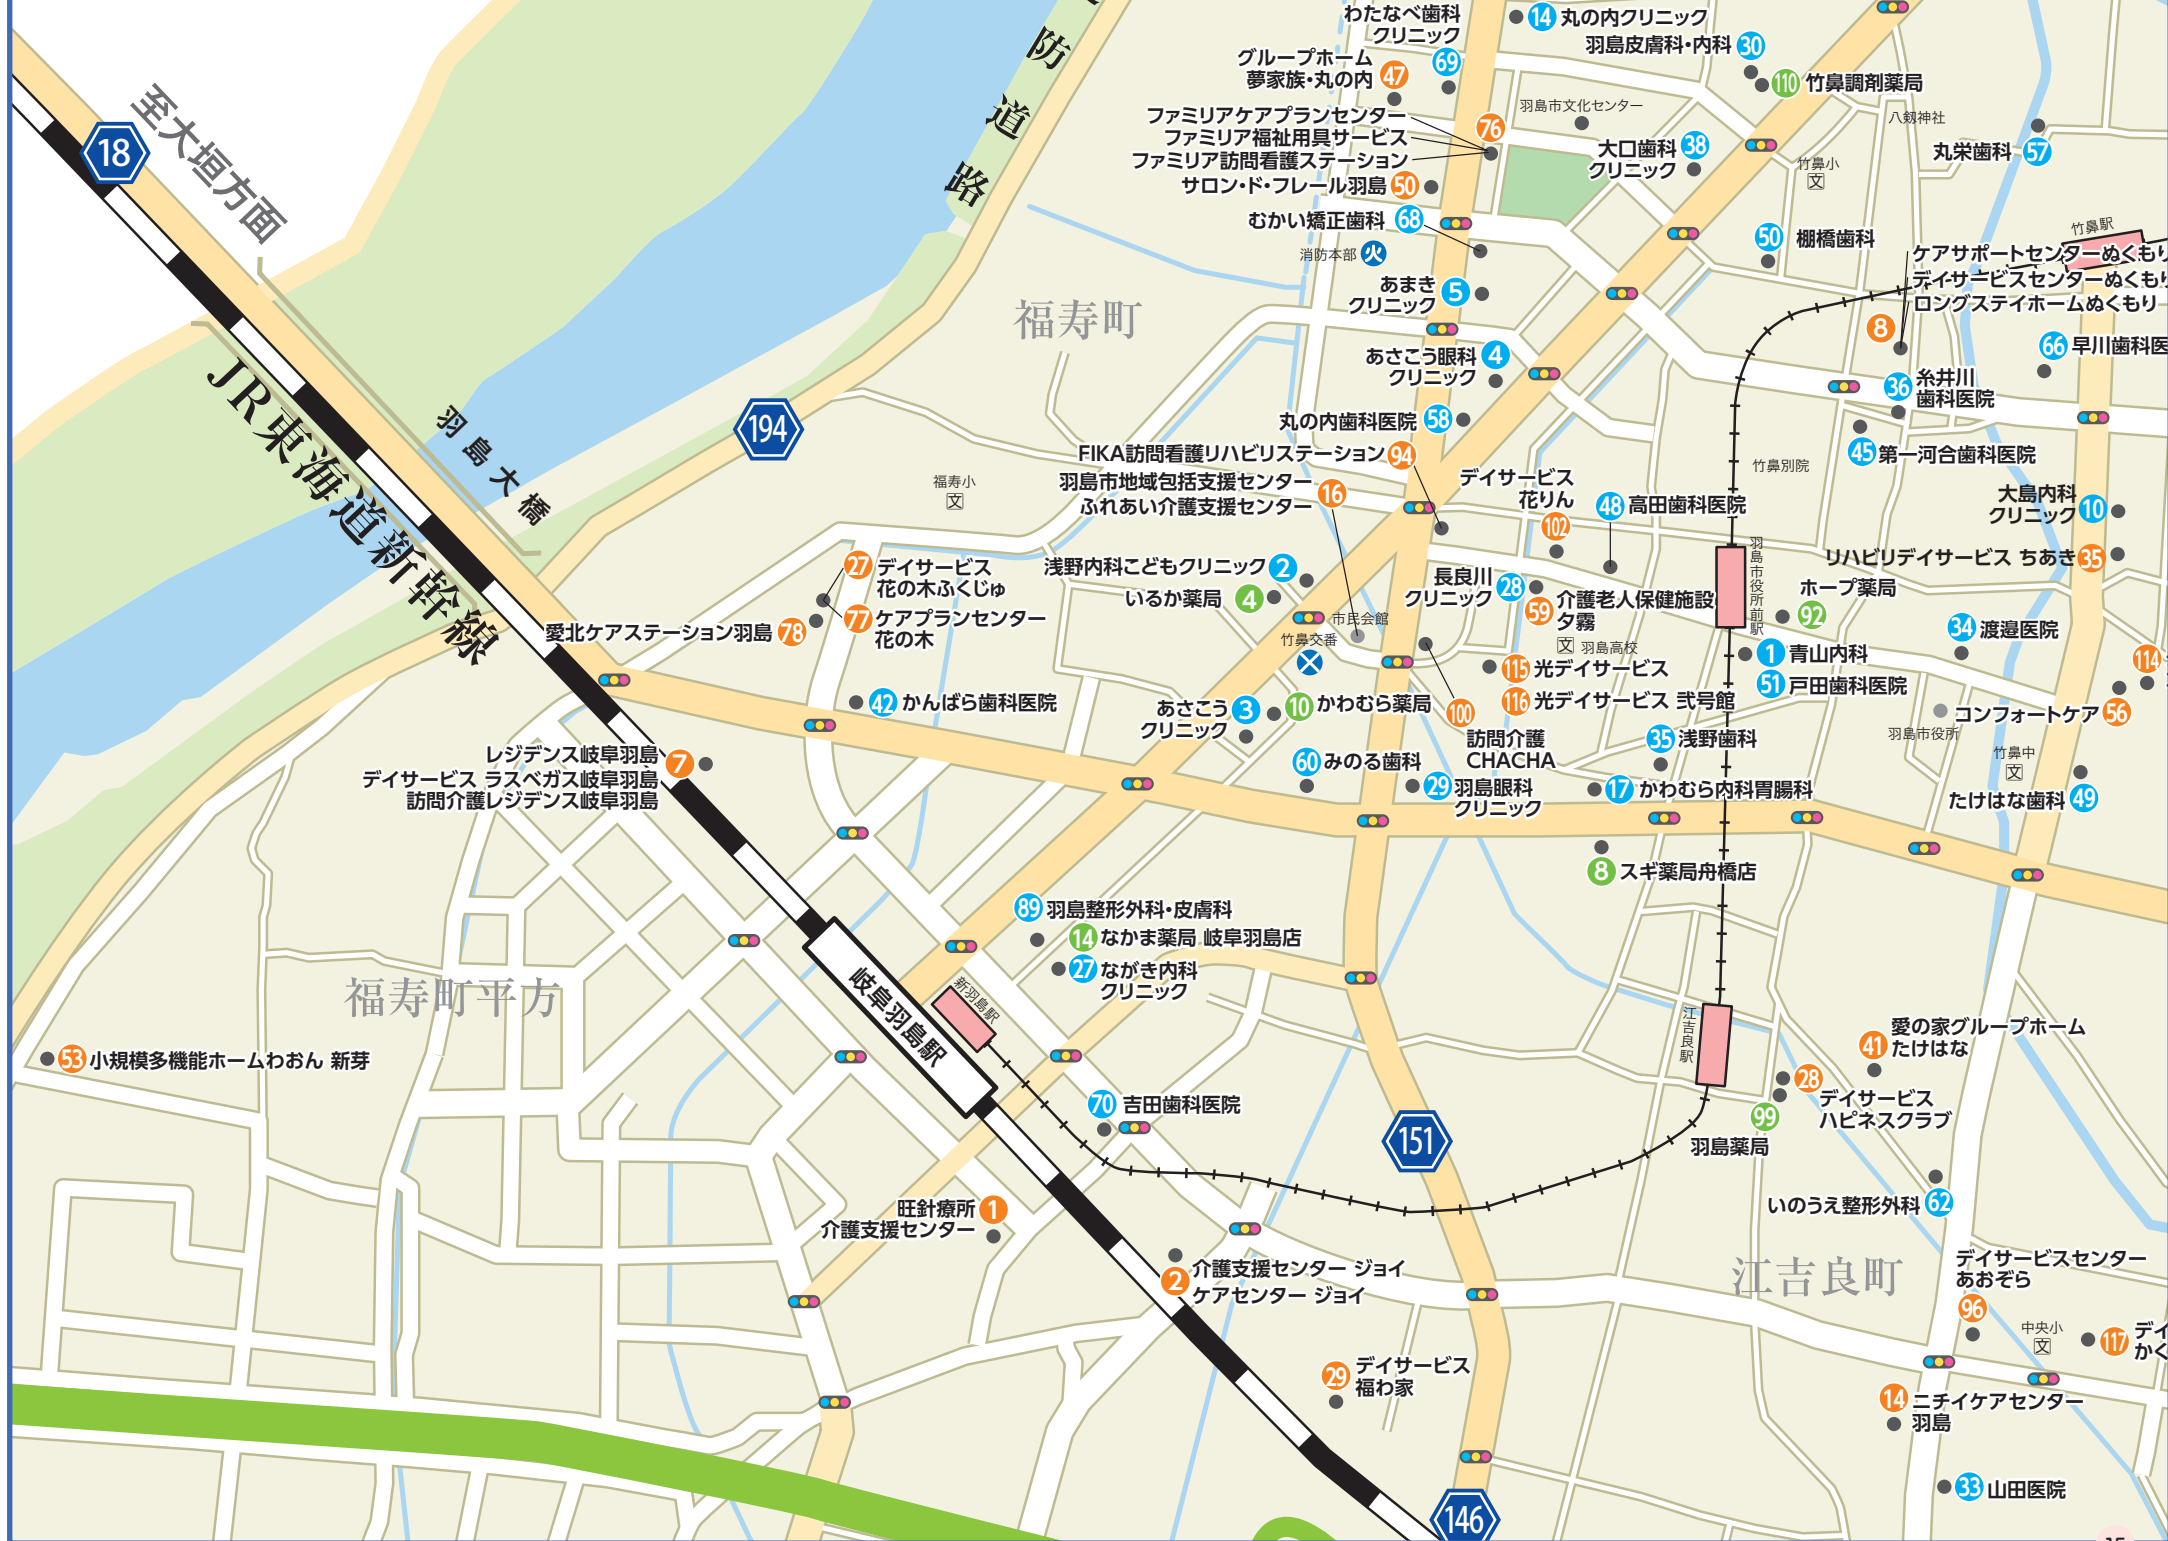 わたなべ歯科
クリニック
69
14 丸の内クリニック
羽島皮膚科・内科 30
110 竹鼻調剤薬局
グループホーム
夢家族・丸の内
47
防
道
路
ファミリアケアプランセンター
ファミリア福祉用具サービス
ファミリア訪問看護ステーション
76
羽島市文化センター
八剱神社
大口歯科
クリニック
38
竹鼻小
文
丸栄歯科 57
サロン・ド・フレール羽島 50
むかい矯正歯科 68
消防本部 火
50 棚橋歯科
竹鼻駅
ケアサポートセンターぬくもり
デイサービスセンターぬくもり
ロングステイホームぬくもり
8
18
至大垣方面
あまき
クリニック
5
福寿町
あさこう眼科
クリニック
4
66 早川歯科医
36 糸井川
歯科医院
JR東海道新幹線
羽島大橋
194
丸の内歯科医院 58
45 第一河合歯科医院
竹鼻別院
FIKA訪問看護リハビリステーション 94
羽島市地域包括支援センター
ふれあい介護支援センター
16
デイサービス
花りん
102
48 高田歯科医院
大島内科
クリニック
10
福寿小
文
羽島市役所前駅
リハビリデイサービス ちあき 35
27 デイサービス
花の木ふくじゅ
77 ケアプランセンター
花の木
愛北ケアステーション羽島 78
浅野内科こどもクリニック 2
いるか薬局 4
長良川
クリニック
28
59 介護老人保健施設
夕霧
ホープ薬局
92
市民会館
竹鼻交番
文 羽島高校
1 青山内科
51 戸田歯科医院
34 渡邉医院
114
115 光デイサービス
116 光デイサービス 弐号館
42 かんばら歯科医院
あさこう
クリニック
3
10 かわむら薬局
100
訪問介護
CHACHA
コンフォートケア 56
羽島市役所
35 浅野歯科
竹鼻中
文
レジデンス岐阜羽島
デイサービス ラスベガス岐阜羽島
訪問介護レジデンス岐阜羽島
7
60 みのる歯科
29 羽島眼科
クリニック
17 かわむら内科胃腸科
たけはな歯科 49
8 スギ薬局舟橋店
89 羽島整形外科・皮膚科
14 なかま薬局 岐阜羽島店
27 ながき内科
クリニック
福寿町平方
岐阜羽島駅
新羽島駅
江吉良駅
41 愛の家グループホーム
たけはな
53 小規模多機能ホームわおん 新芽
28
デイサービス
ハピネスクラブ
99
羽島薬局
70 吉田歯科医院
151
いのうえ整形外科 62
旺針療所
介護支援センター
1
江吉良町
デイサービスセンター
あおぞら
96
2 介護支援センター ジョイ
ケアセンター ジョイ
中央小
文
117 デイ
かく
29 デイサービス
福わ家
14 ニチイケアセンター
羽島
33 山田医院
146